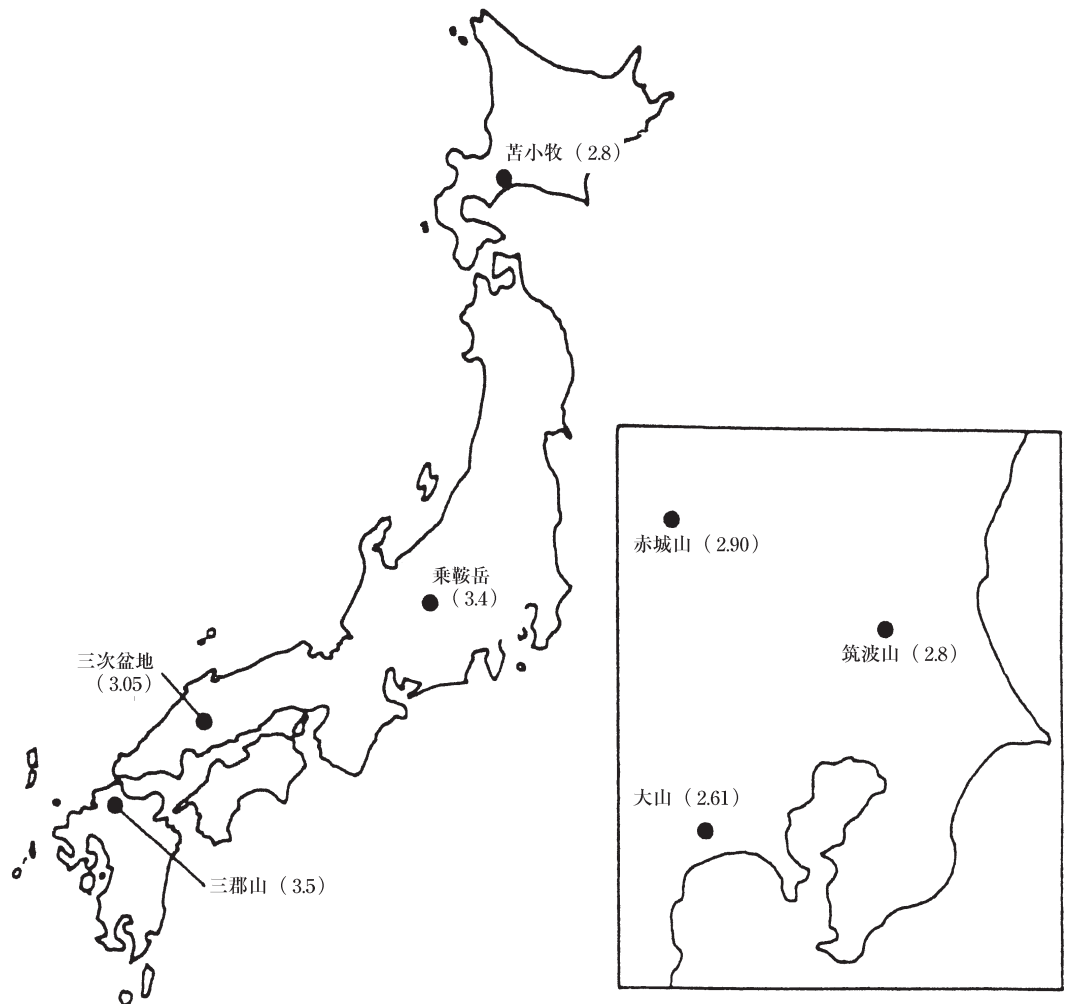 苫小牧（2.8）
乗鞍岳
（3.4）
三次盆地
（3.05）
三郡山（3.5）
赤城山（2.90）
筑波山（2.8）
大山（2.61）